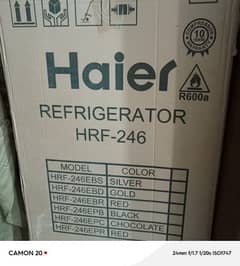 10
Haier
R600a
REFRIGERATOR
HRF-246
MODEL COLOR
HRF-246EBS SILVER
HRF-246EBD GOLD
HRF-246EBR RED
HRF-246EPB BLACK
HRF-246EPC CHOCOLATE
HRF-246EPR RED
CAMON 20
24mm f/1.7 1/20s ISO1747